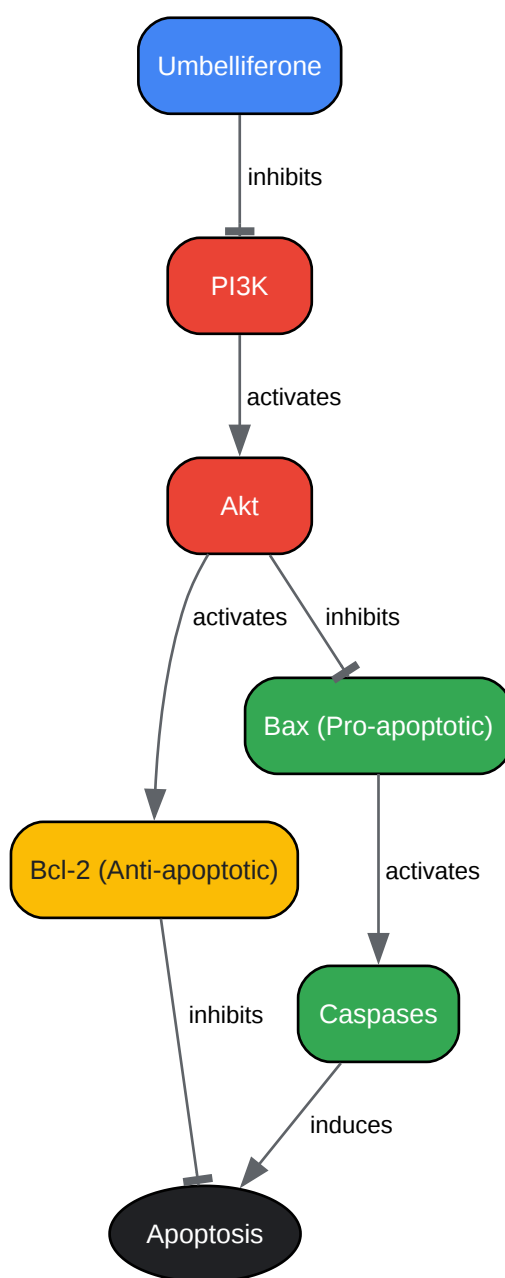 Umbelliferone
inhibits
PI3K
activates
Akt
activates
inhibits
Bax (Pro-apoptotic)
Bcl-2 (Anti-apoptotic)
activates
inhibits
Caspases
induces
Apoptosis